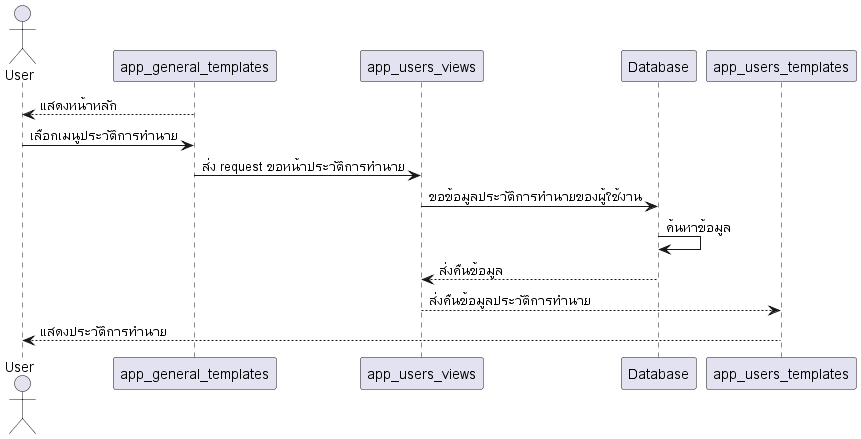 User
app_general_templates
app_users_views
Database
app_users_templates
แสดงหน้าหลัก
เลือกเมนูประวัติการทำนาย
ส่ง request ขอหน้าประวัติการทำนาย
ขอข้อมูลประวัติการทำนายของผู้ใช้งาน
ค้นหาข้อมูล
ส่งคืนข้อมูล
ส่งคืนข้อมูลประวัติการทำนาย
แสดงประวัติการทำนาย
User
app_general_templates
app_users_views
Database
app_users_templates